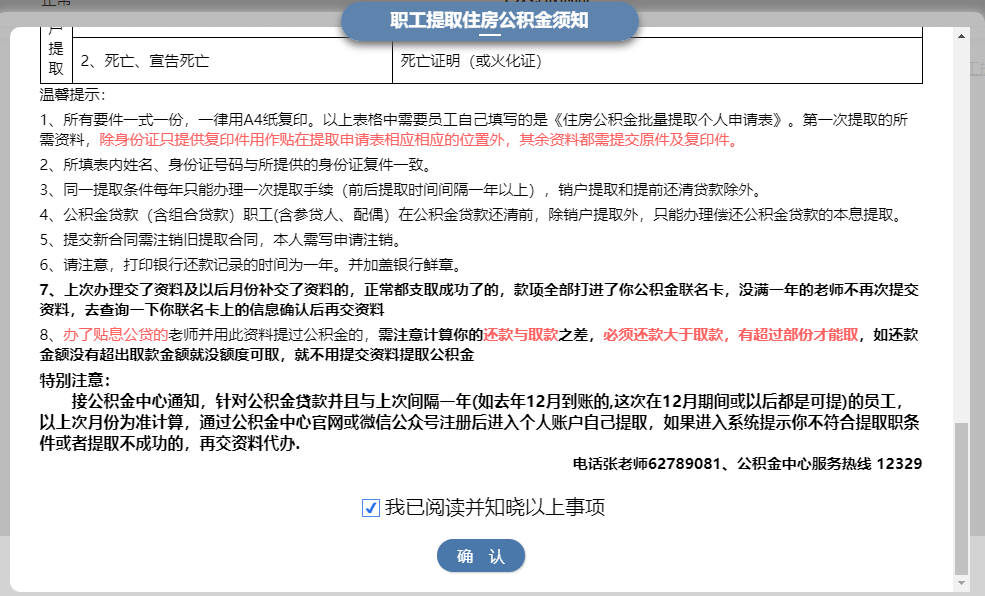 职工提取住房公积金须知
户
提
取
2、死亡、宣告死亡
死亡证明（或火化证）
温馨提示：
1、所有要件一式一份，一律用A4纸复印。以上表格中需要员工自己填写的是《住房公积金批量提取个人申请表》。第一次提取的所
需资料，除身份证只提供复印件用作贴在提取申请表相应相应的位置外，其余资料都需提交原件及复印件。
2、所填表内姓名、身份证号码与所提供的身份证复件一致。
3、同一提取条件每年只能办理一次提取手续（前后提取时间间隔一年以上），销户提取和提前还清贷款除外。
4、公积金贷款（含组合贷款）职工(含参贷人、配偶）在公积金贷款还清前，除销户提取外，只能办理偿还公积金贷款的本息提取。
5、提交新合同需注销旧提取合同，本人需写申请注销。
6、请注意，打印银行还款记录的时间为一年。并加盖银行鲜章。
7、上次办理交了资料及以后月份补交了资料的，正常都支取成功了的，款项全部打进了你公积金联名卡，没满一年的老师不再次提交
资料，去查询一下你联名卡上的信息确认后再交资料
8、办了贴息公贷的老师并用此资料提过公积金的，需注意计算你的还款与取款之差，必须还款大于取款，有超过部份才能取，如还款
金额没有超出取款金额就没额度可取，就不用提交资料提取公积金
特别注意：
接公积金中心通知，针对公积金贷款并且与上次间隔一年(如去年12月到账的,这次在12月期间或以后都是可提)的员工，
以上次月份为准计算，通过公积金中心官网或微信公众号注册后进入个人账户自己提取，如果进入系统提示你不符合提取职条
件或者提取不成功的，再交资料代办.
电话张老师62789081、公积金中心服务热线 12329
我已阅读并知晓以上事项
确 认